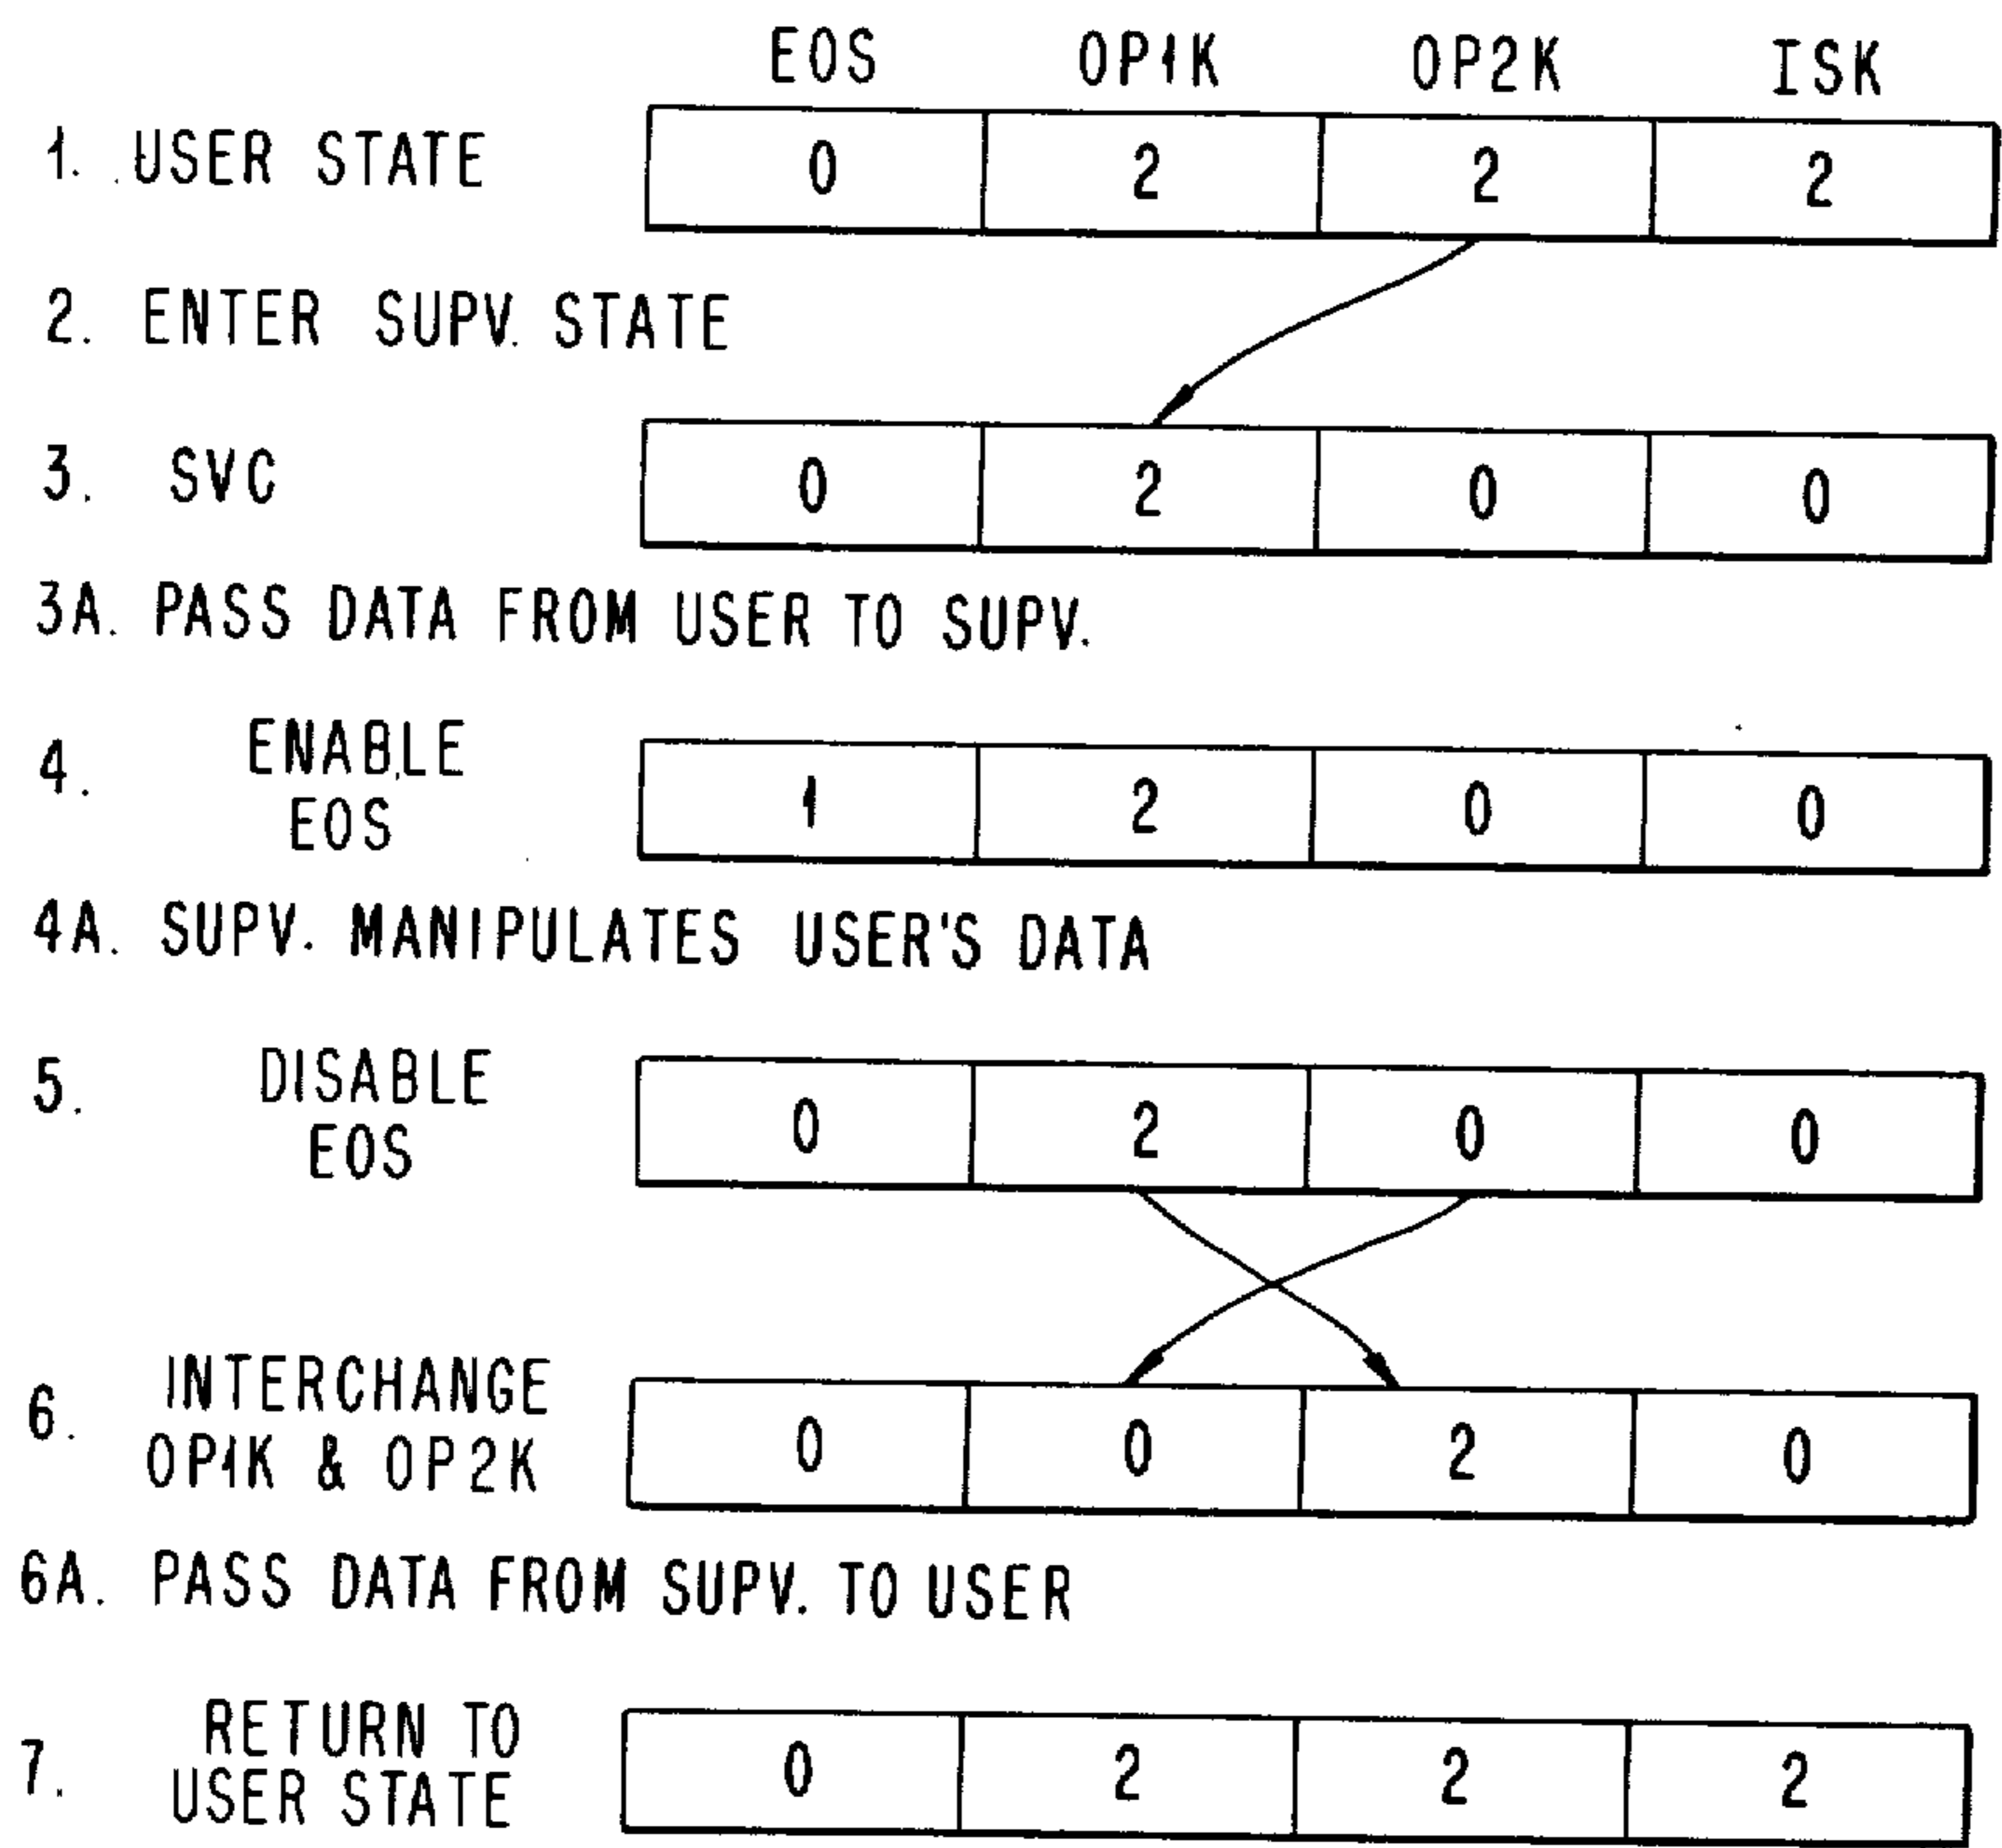 EOS OP1K OP2K ISK
1. USER STATE 0 2 2 2
2. ENTER SUPV. STATE
3. SVC 0 2 0 0
3A. PASS DATA FROM USER TO SUPV.
4. ENABLE
EOS 1 2 0 0
4A. SUPV. MANIPULATES USER'S DATA
5. DISABLE
EOS 0 2 0 0
6. INTERCHANGE
OP1K & OP2K 0 0 2 0
6A. PASS DATA FROM SUPV. TO USER
7. RETURN TO
USER STATE 0 2 2 2